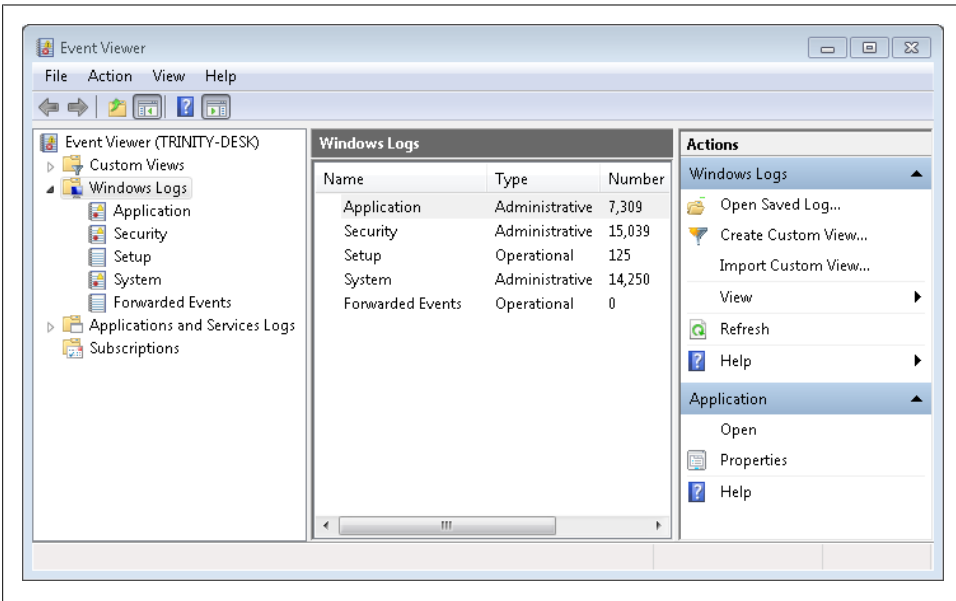 Event Viewer
File Action View Help
Event Viewer (TRINITY-DESK)
Custom Views
Windows Logs
Application
Security
Setup
System
Forwarded Events
Applications and Services Logs
Subscriptions
Windows Logs
Name Type Number
Application Administrative 7,309
Security Administrative 15,039
Setup Operational 125
System Administrative 14,250
Forwarded Events Operational 0
Actions
Windows Logs
Open Saved Log...
Create Custom View...
Import Custom View...
View
Refresh
Help
Application
Open
Properties
Help